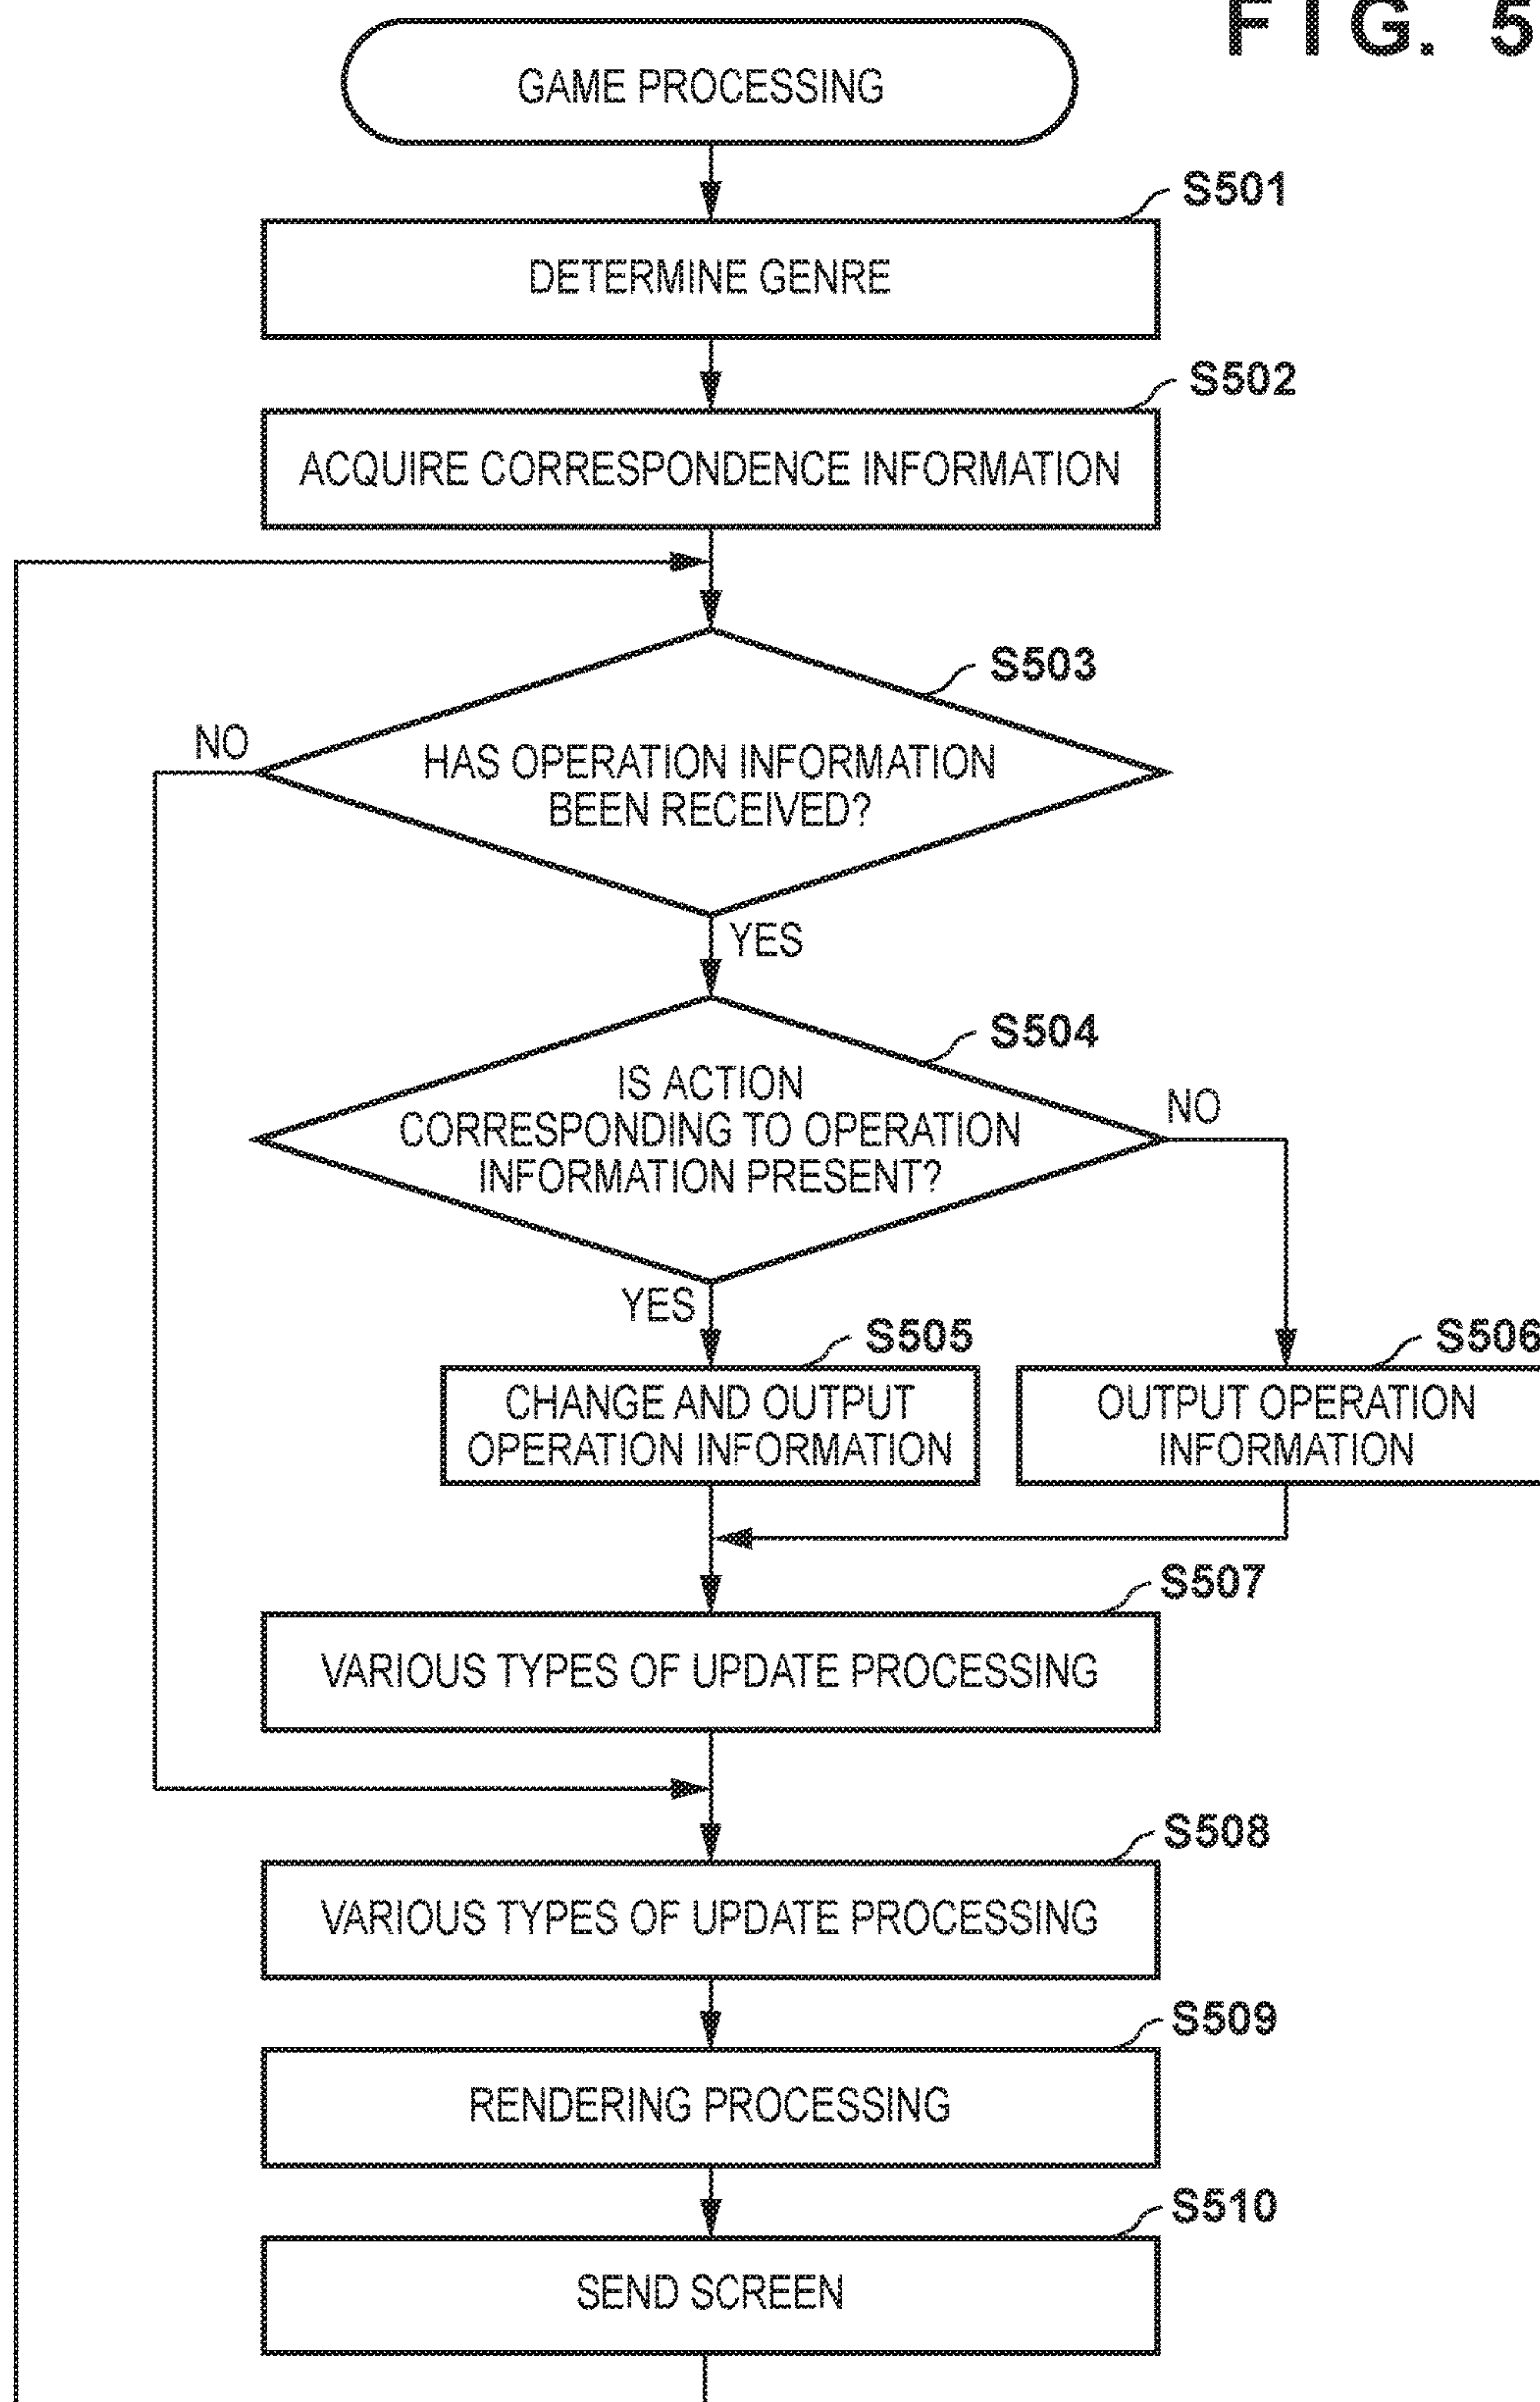 FIG. 5
GAME PROCESSING
S501
DETERMINE GENRE
S502
ACQUIRE CORRESPONDENCE INFORMATION
S503
NO
HAS OPERATION INFORMATION
BEEN RECEIVED?
YES
S504
IS ACTION
CORRESPONDING TO OPERATION
INFORMATION PRESENT?
NO
YES
S505
CHANGE AND OUTPUT
OPERATION INFORMATION
S506
OUTPUT OPERATION
INFORMATION
S507
VARIOUS TYPES OF UPDATE PROCESSING
S508
VARIOUS TYPES OF UPDATE PROCESSING
S509
RENDERING PROCESSING
S510
SEND SCREEN